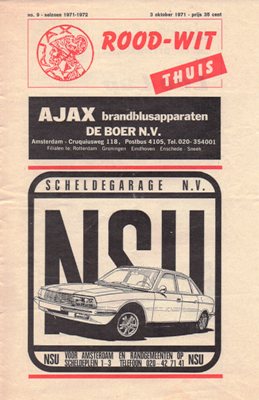 no. 9 - seizoen 1971-1972
3 oktober 1971 - prijs 35 cent
AJAX
ROOD-WIT
THUIS
AJAX brandblusapparaten
DE BOER N.V.
Amsterdam - Cruquiusweg 118, Postbus 4105, Tel. 020-354001
Filialen te: Rotterdam Groningen Eindhoven Enschede Sneek
SCHELDEGARAGE N.V.
NSU
NSU VOOR AMSTERDAM EN RANDGEMEENTEN OP NSU
SCHELDEPLEIN 1-3 TELEFOON 020-42 71 41